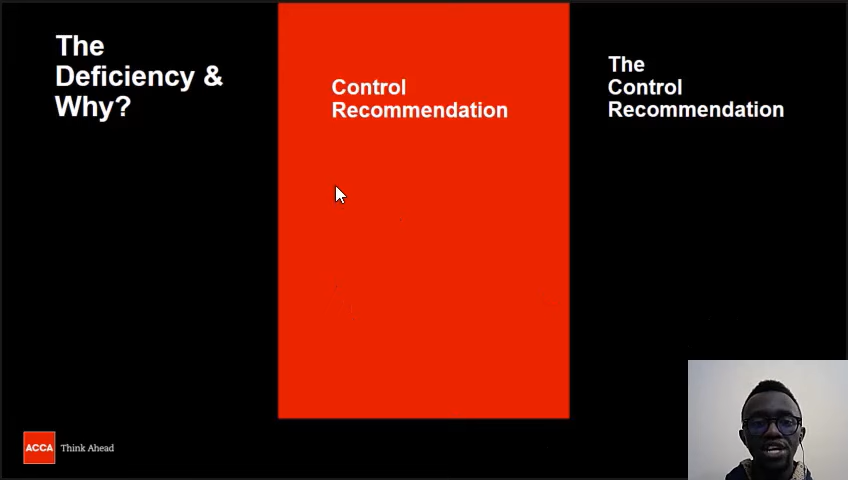 The
Deficiency &
Why?
Control
Recommendation
The
Control
Recommendation
ACCA
Think Ahead